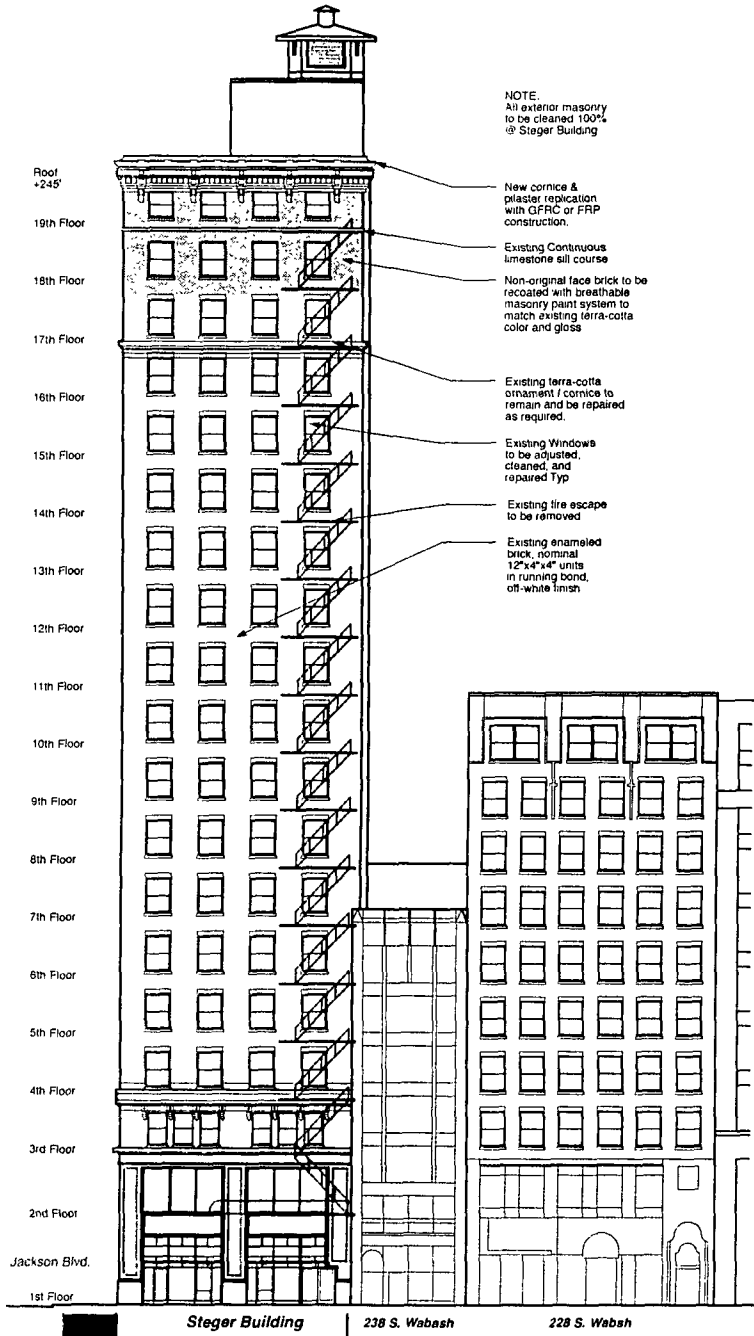 NOTE.
All exterior masonry
to be cleaned 100%
@ Steger Building
Roof
+245'
New cornice &
pilaster replication
with GFRC or FRP
construction.
19th Floor
Existing Continuous
limestone sill course
18th Floor
Non-original face brick to be
recoated with breathable
masonry paint system to
match existing terra-cotta
color and gloss
17th Floor
Existing terra-cotta
ornament / cornice to
remain and be repaired
as required.
16th Floor
Existing Windows
to be adjusted,
cleaned, and
repaired Typ
15th Floor
Existing fire escape
to be removed
14th Floor
Existing enameled
brick, nominal
12"x4"x4" units
in running bond,
off-white finish
13th Floor
12th Floor
11th Floor
10th Floor
9th Floor
8th Floor
7th Floor
6th Floor
5th Floor
4th Floor
3rd Floor
2nd Floor
Jackson Blvd.
1st Floor
Steger Building
238 S. Wabash
228 S. Wabsh